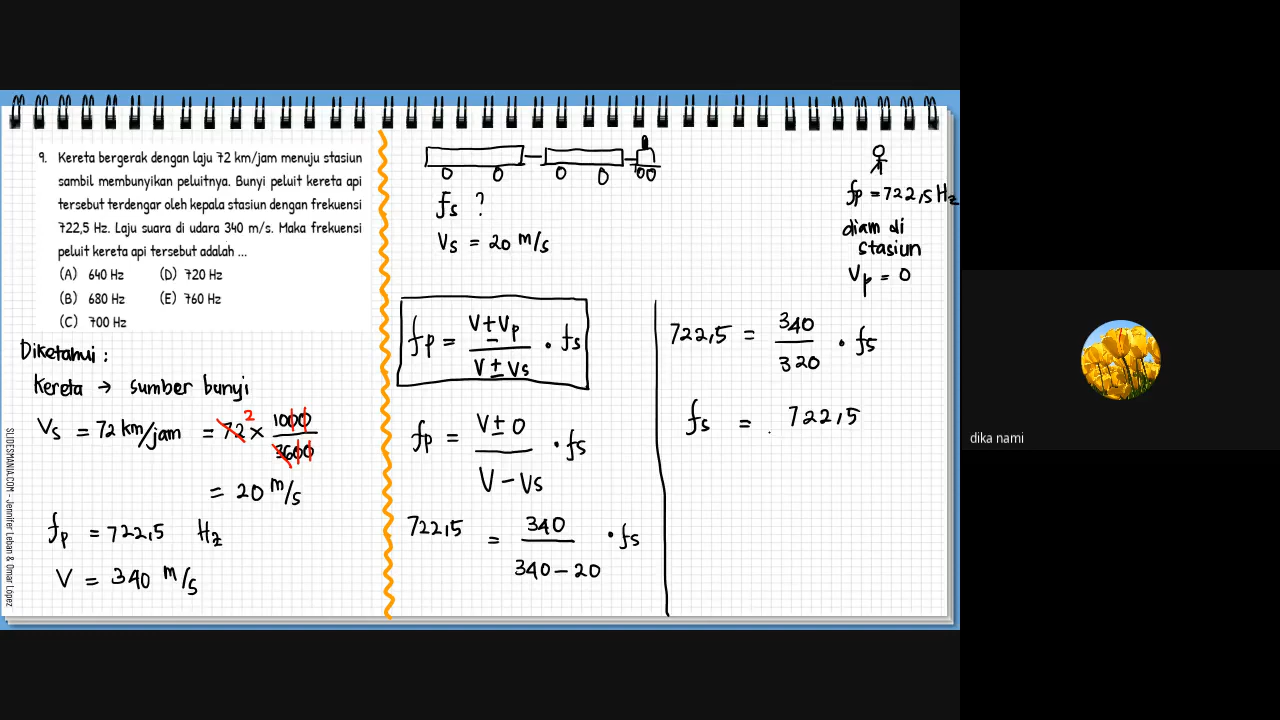 9. Kereta bergerak dengan laju 72 km/jam menuju stasiun
sambil membunyikan peluitnya. Bunyi peluit kereta api
tersebut terdengar oleh kepala stasiun dengan frekuensi
722,5 Hz. Laju suara di udara 340 m/s. Maka frekuensi
peluit kereta api tersebut adalah ...
(A) 640 Hz (D) 720 Hz
(B) 680 Hz (E) 760 Hz
(C) 700 Hz
Diketahui :
Kereta → sumber bunyi
Vs = 72 km/jam = 72 2 × 1000/3600
= 20 m/s
fp = 722,5 Hz
V = 340 m/s
fs ?
Vs = 20 m/s
fp = 722,5 Hz
diam di
stasiun
Vp = 0
fp = (V ± Vp)/(V ± Vs) · fs
fp = (V ± 0)/(V - Vs) · fs
722,5 = 340/(340 - 20) · fs
722,5 = 340/320 · fs
fs = 722,5
SLIDESMANIA.COM - Jennifer Leban & Omar López
dika nami